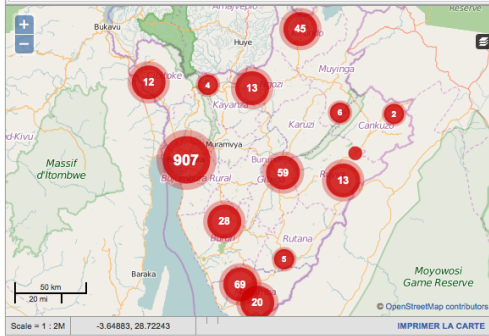 Reserve
Bukavu
+
−
45
Huye
Muyinga
12
4
13
Kayanza
6
2
Karuzi
Cankuzo
d-Kivu
Muramvya
907
Massif
d'Itombwe
59
13
28
Rutana
5
Baraka
50 km
20 mi
69
20
Moyowosi
Game Reserve
© OpenStreetMap contributors
Scale = 1 : 2M
-3.64883, 28.72243
IMPRIMER LA CARTE